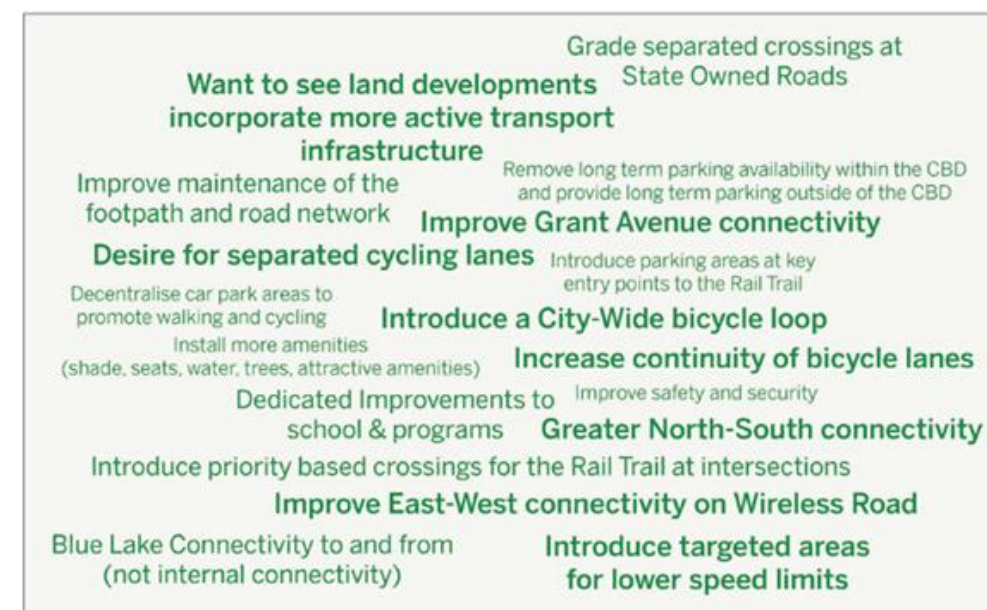 Grade separated crossings at
State Owned Roads
Want to see land developments
incorporate more active transport
infrastructure
Remove long term parking availability within the CBD
and provide long term parking outside of the CBD
Improve maintenance of the
footpath and road network
Improve Grant Avenue connectivity
Desire for separated cycling lanes
Introduce parking areas at key
entry points to the Rail Trail
Decentralise car park areas to
promote walking and cycling
Introduce a City-Wide bicycle loop
Install more amenities
(shade, seats, water, trees, attractive amenities)
Increase continuity of bicycle lanes
Dedicated Improvements to
school & programs
Improve safety and security
Greater North-South connectivity
Introduce priority based crossings for the Rail Trail at intersections
Improve East-West connectivity on Wireless Road
Blue Lake Connectivity to and from
(not internal connectivity)
Introduce targeted areas
for lower speed limits